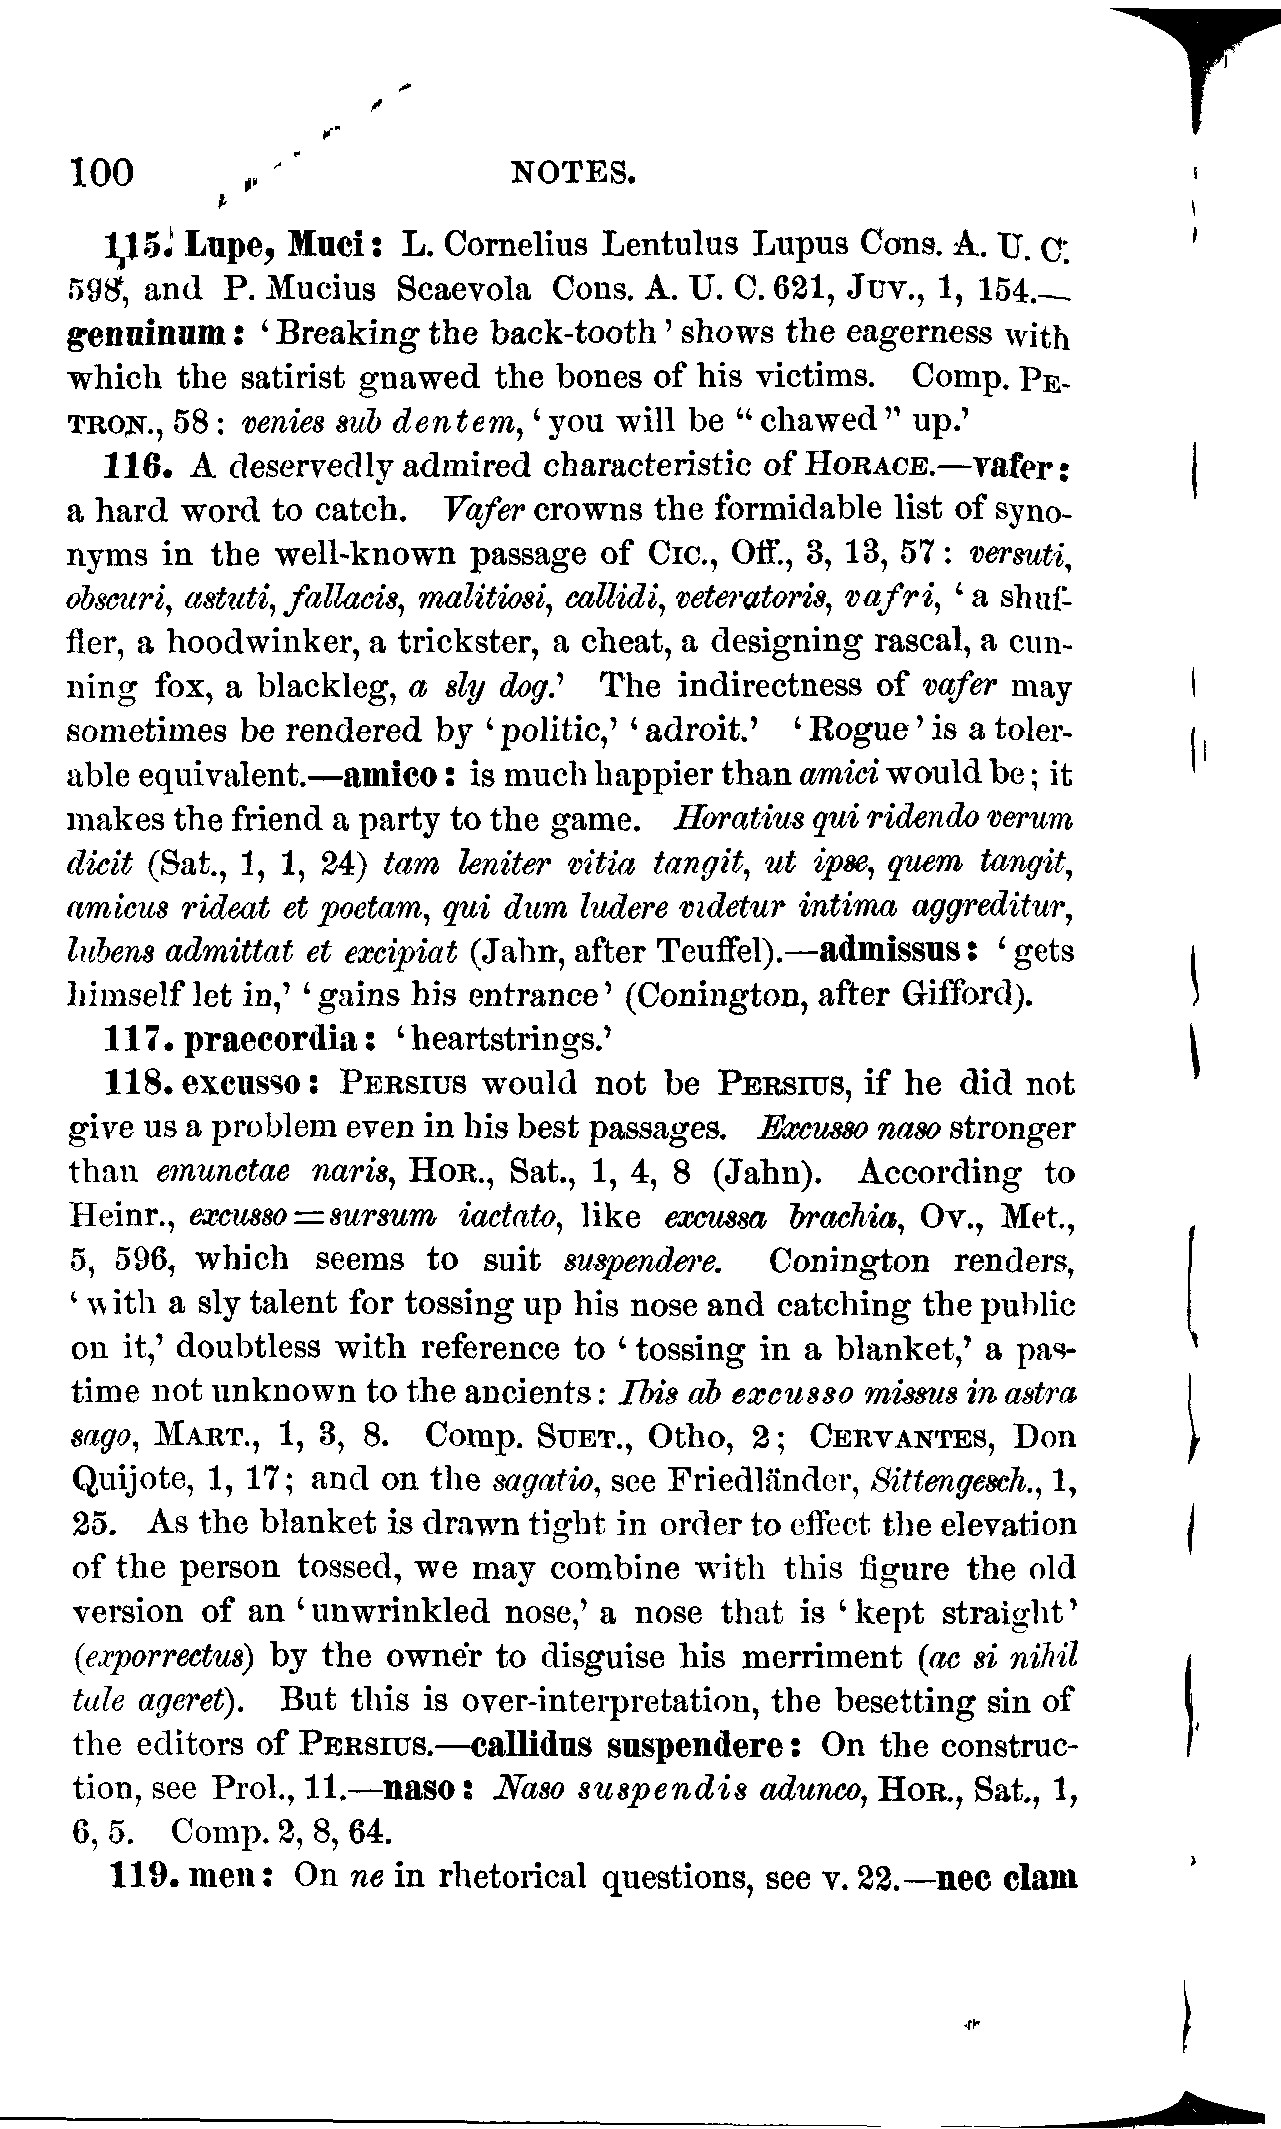 100 NOTES.
115. Lupe, Muci: L. Cornelius Lentulus Lupus Cons. A. U. C.
598, and P. Mucius Scaevola Cons. A. U. C. 621, JUV., 1, 154.—
genuinum: ‘Breaking the back-tooth’ shows the eagerness with
which the satirist gnawed the bones of his victims. Comp. PE-
TRON., 58: venies sub dentem, ‘you will be “chawed” up.’
116. A deservedly admired characteristic of HORACE.—vafer:
a hard word to catch. Vafer crowns the formidable list of syno-
nyms in the well-known passage of CIC., Off., 3, 13, 57: versuti,
obscuri, astuti, fallacis, malitiosi, callidi, veteratoris, vafri, ‘a shuf-
fler, a hoodwinker, a trickster, a cheat, a designing rascal, a cun-
ning fox, a blackleg, a sly dog.’ The indirectness of vafer may
sometimes be rendered by ‘politic,’ ‘adroit.’ ‘Rogue’ is a toler-
able equivalent.—amico: is much happier than amici would be; it
makes the friend a party to the game. Horatius qui ridendo verum
dicit (Sat., 1, 1, 24) tam leniter vitia tangit, ut ipse, quem tangit,
amicus rideat et poetam, qui dum ludere videtur intima aggreditur,
lubens admittat et excipiat (Jahn, after Teuffel).—admissus: ‘gets
himself let in,’ ‘gains his entrance’ (Conington, after Gifford).
117. praecordia: ‘heartstrings.’
118. excusso: PERSIUS would not be PERSIUS, if he did not
give us a problem even in his best passages. Excusso naso stronger
than emunctae naris, HOR., Sat., 1, 4, 8 (Jahn). According to
Heinr., excusso = sursum iactato, like excussa brachia, OV., Met.,
5, 596, which seems to suit suspendere. Conington renders,
‘with a sly talent for tossing up his nose and catching the public
on it,’ doubtless with reference to ‘tossing in a blanket,’ a pas-
time not unknown to the ancients: Ibis ab excusso missus in astra
sago, MART., 1, 3, 8. Comp. SUET., Otho, 2; CERVANTES, Don
Quijote, 1, 17; and on the sagatio, see Friedländer, Sittengesch., 1,
25. As the blanket is drawn tight in order to effect the elevation
of the person tossed, we may combine with this figure the old
version of an ‘unwrinkled nose,’ a nose that is ‘kept straight’
(exporrectus) by the owner to disguise his merriment (ac si nihil
tale ageret). But this is over-interpretation, the besetting sin of
the editors of PERSIUS.—callidus suspendere: On the construc-
tion, see Prol., 11.—naso: Naso suspendis adunco, HOR., Sat., 1,
6, 5. Comp. 2, 8, 64.
119. men: On ne in rhetorical questions, see v. 22.—nec clam